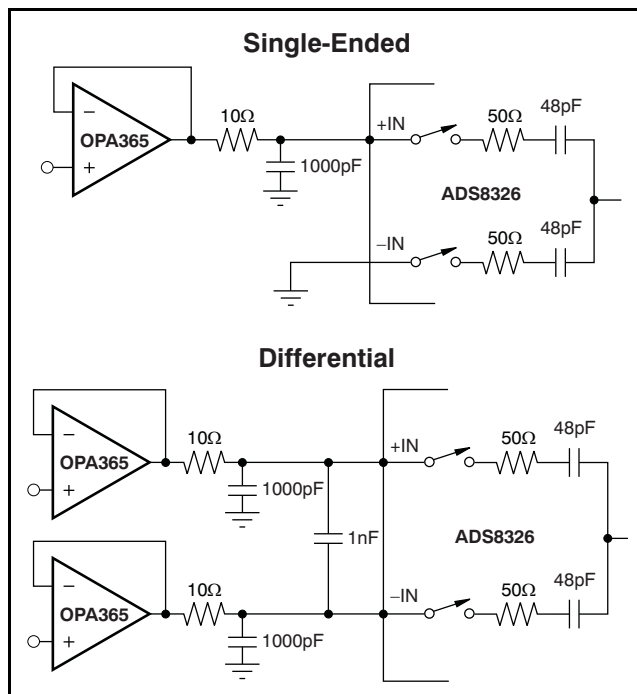 Single-Ended
−
OPA365
+
10Ω
1000pF
+IN
50Ω
48pF
ADS8326
−IN
50Ω
48pF
Differential
−
OPA365
+
10Ω
1000pF
1nF
+IN
50Ω
48pF
ADS8326
−
OPA365
+
10Ω
1000pF
−IN
50Ω
48pF